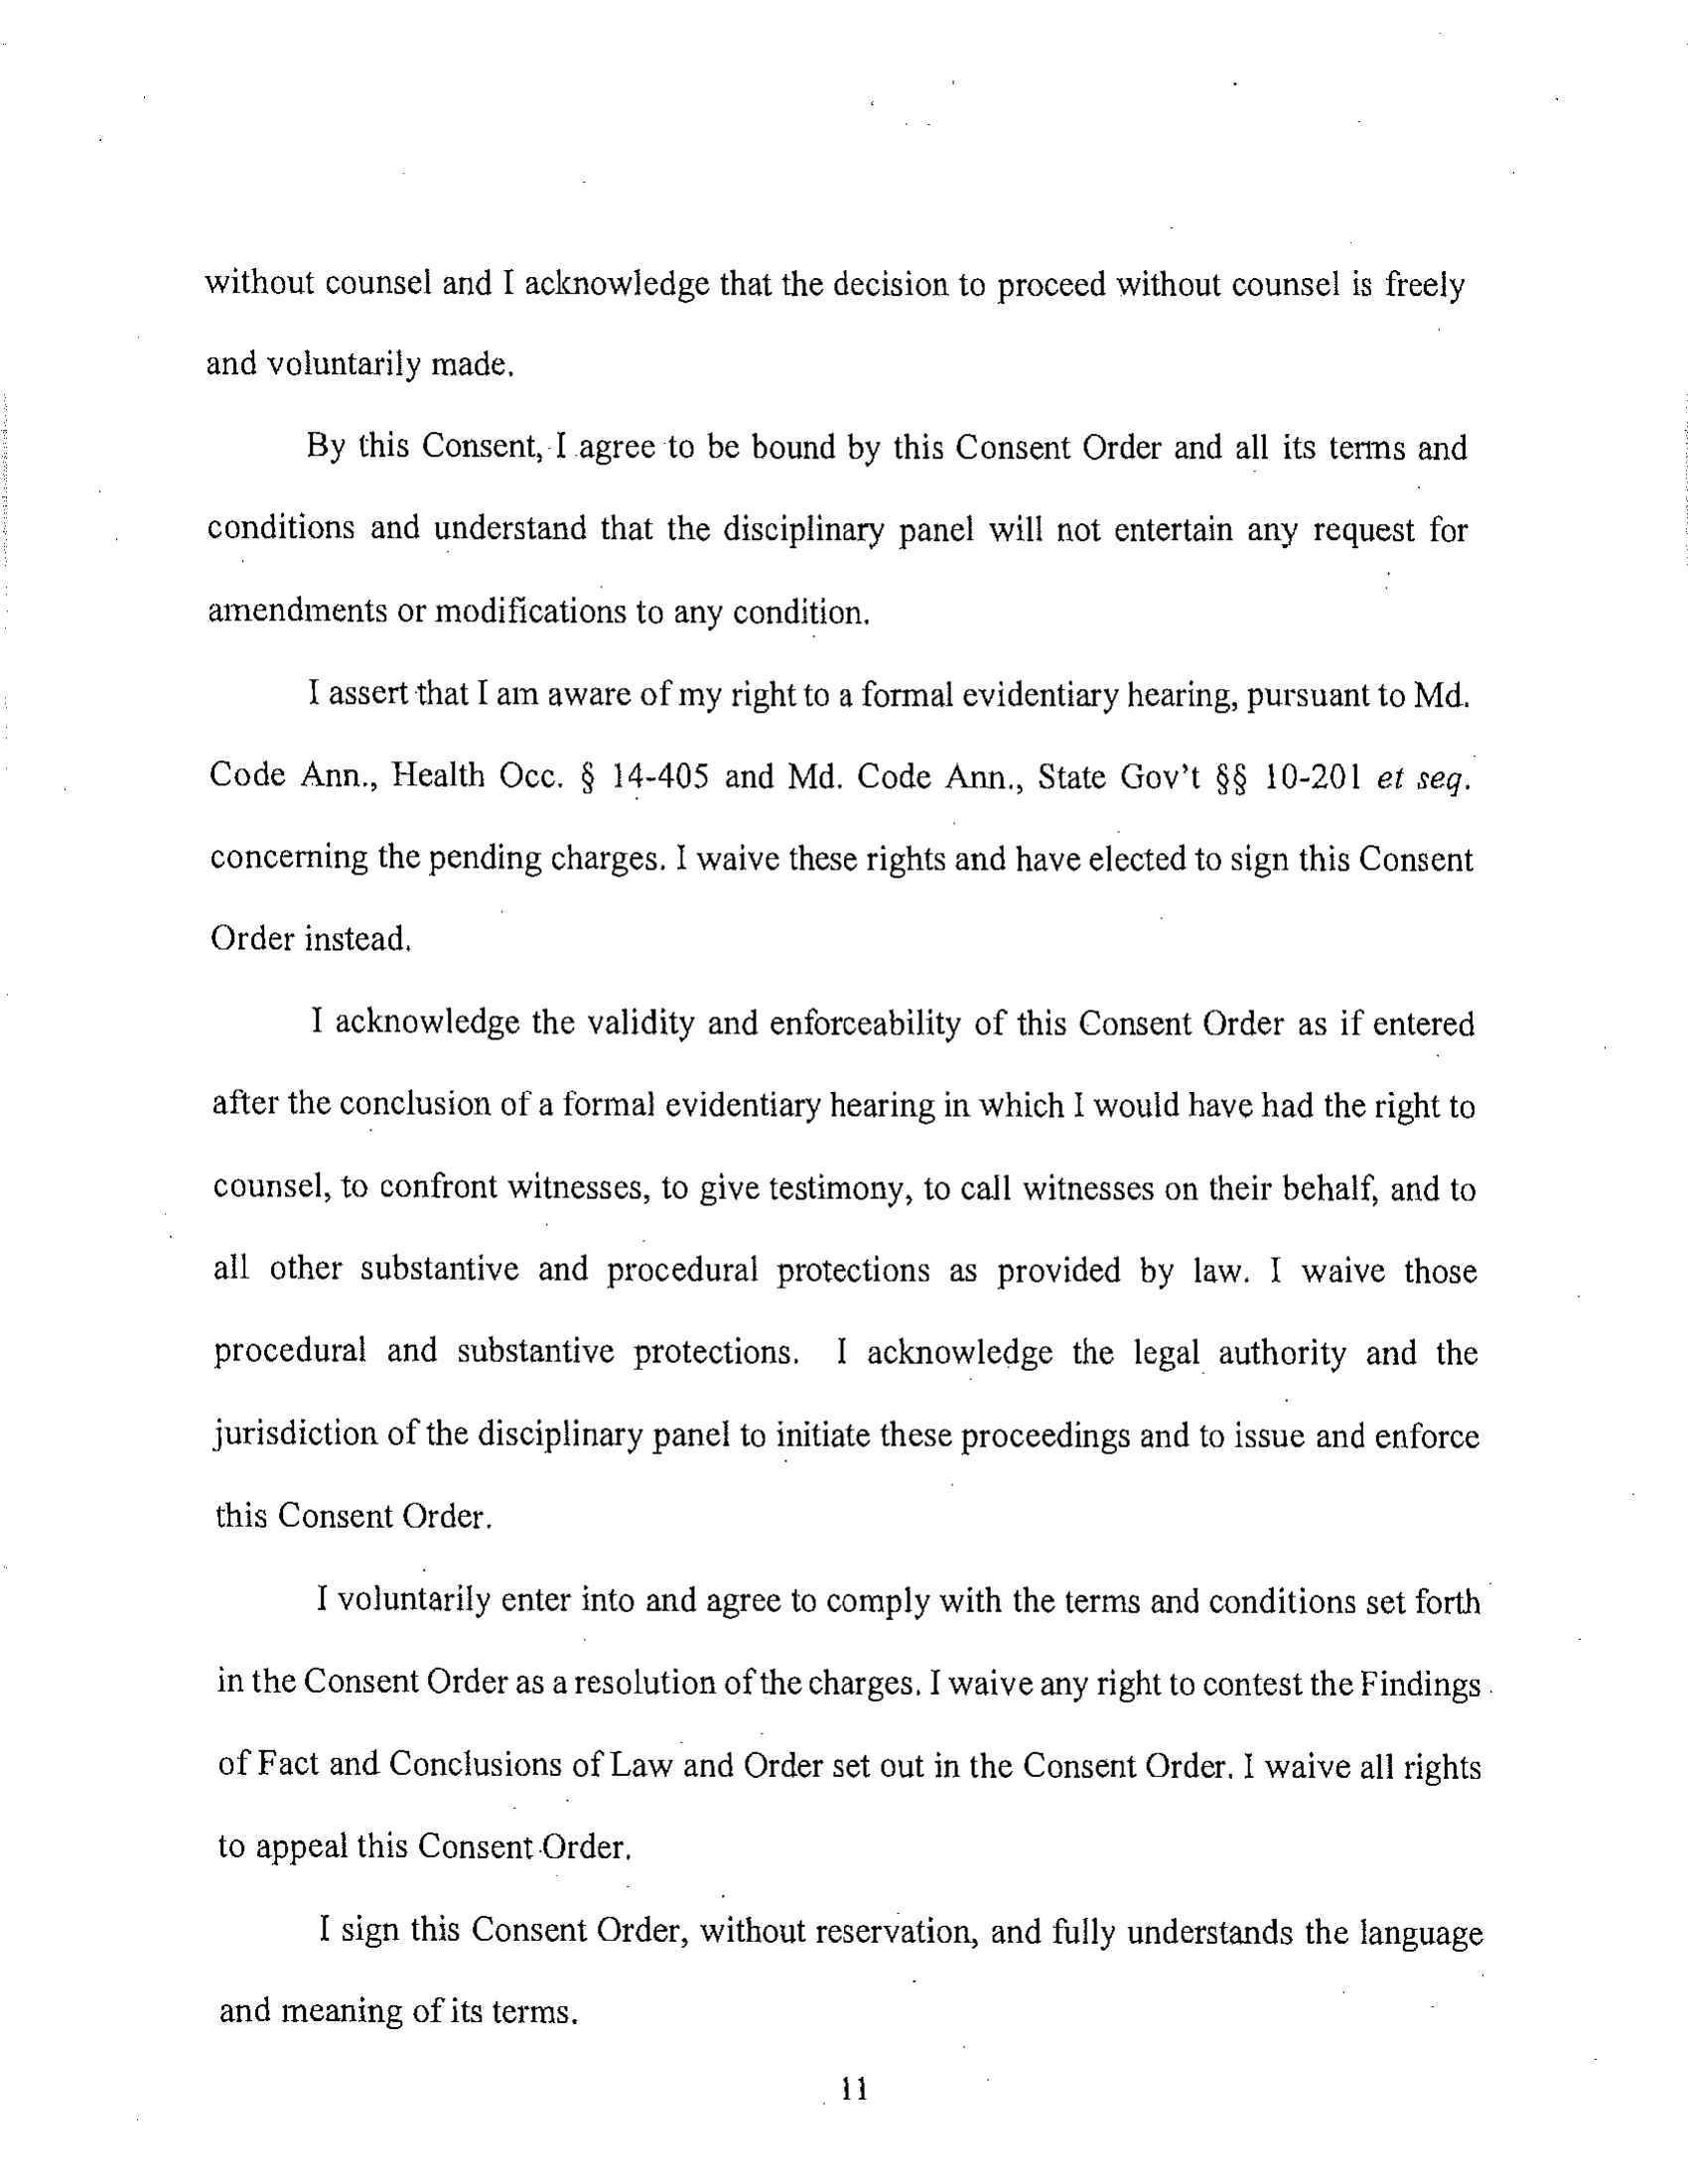 without counsel and I acknowledge that the decision to proceed without counsel is freely
and voluntarily made.
By this Consent, I agree to be bound by this Consent Order and all its terms and
conditions and understand that the disciplinary panel will not entertain any request for
amendments or modifications to any condition.
I assert that I am aware of my right to a formal evidentiary hearing, pursuant to Md.
Code Ann., Health Occ. § 14-405 and Md. Code Ann., State Gov't §§ 10-201 et seq.
concerning the pending charges. I waive these rights and have elected to sign this Consent
Order instead.
I acknowledge the validity and enforceability of this Consent Order as if entered
after the conclusion of a formal evidentiary hearing in which I would have had the right to
counsel, to confront witnesses, to give testimony, to call witnesses on their behalf, and to
all other substantive and procedural protections as provided by law. I waive those
procedural and substantive protections. I acknowledge the legal authority and the
jurisdiction of the disciplinary panel to initiate these proceedings and to issue and enforce
this Consent Order.
I voluntarily enter into and agree to comply with the terms and conditions set forth
in the Consent Order as a resolution of the charges. I waive any right to contest the Findings
of Fact and Conclusions of Law and Order set out in the Consent Order. I waive all rights
to appeal this Consent Order.
I sign this Consent Order, without reservation, and fully understands the language
and meaning of its terms.
11